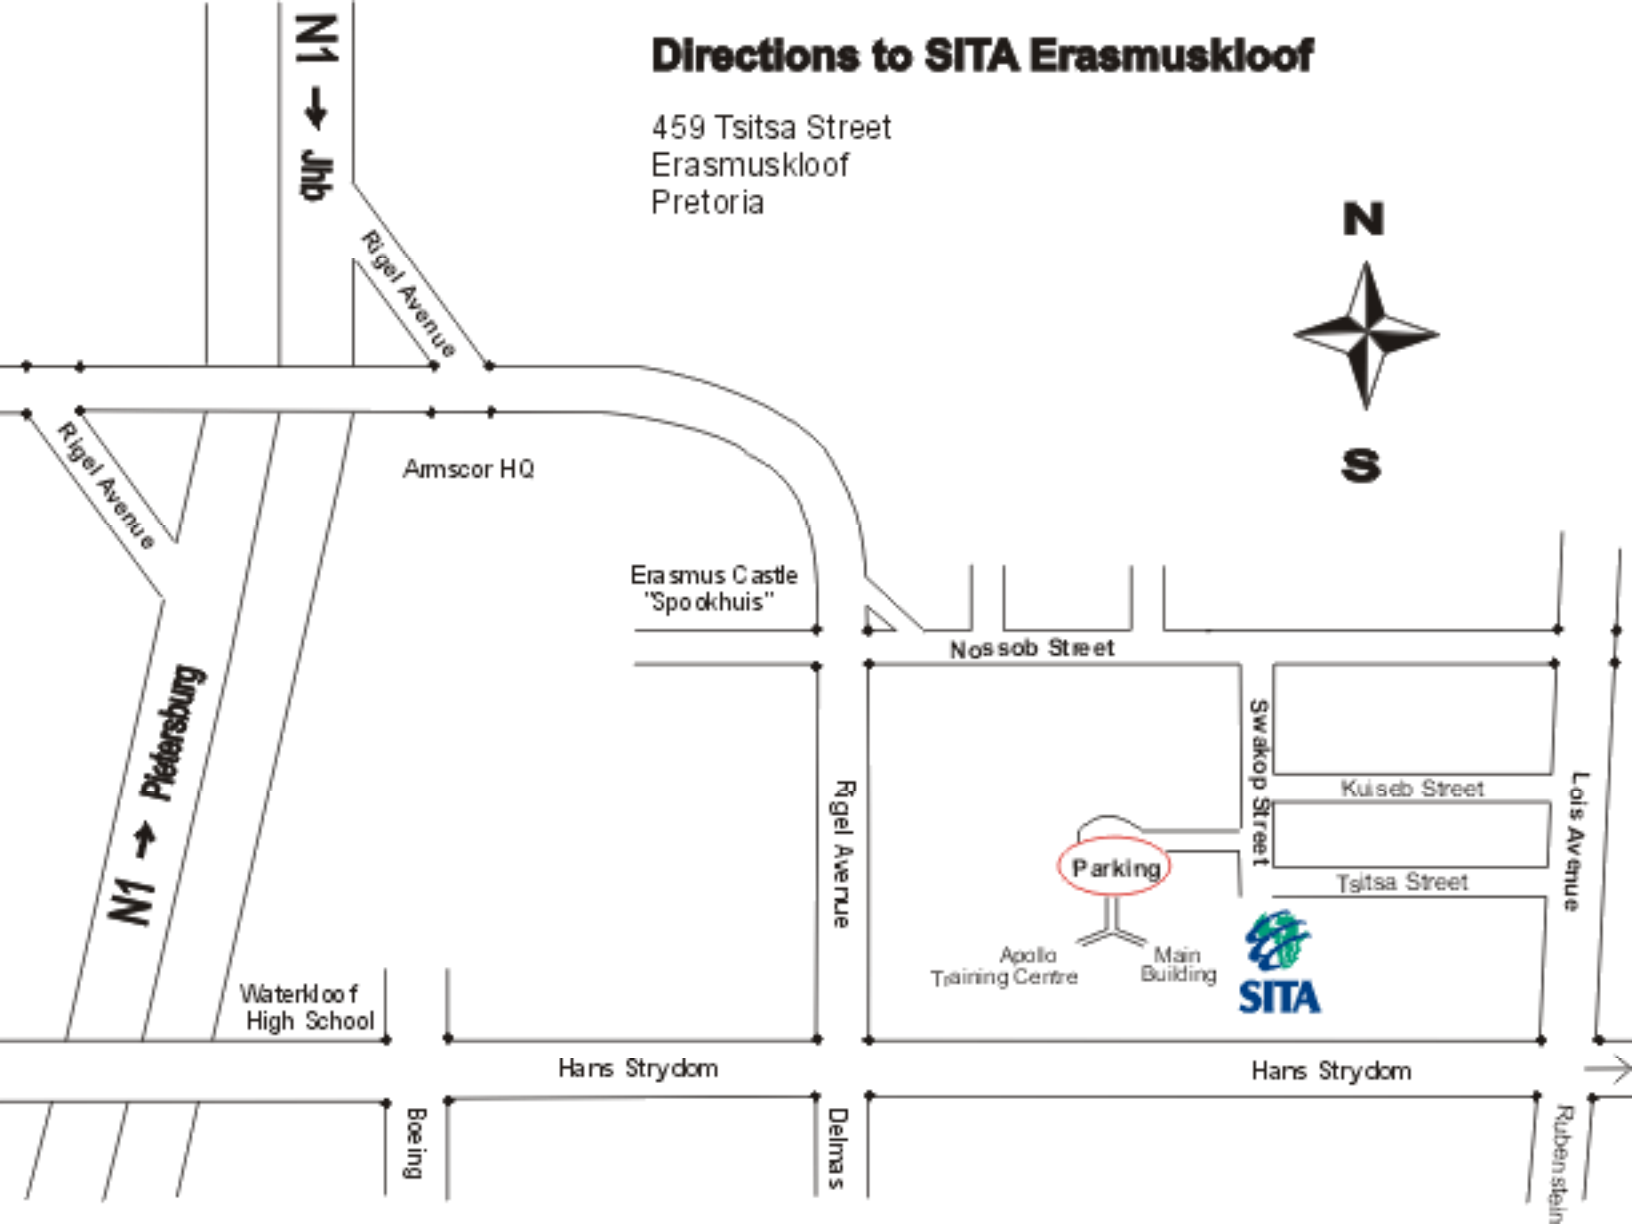 Directions to SITA Erasmuskloof
459 Tsitsa Street
Erasmuskloof
Pretoria
N1 → Jhb
N
S
Rigel Avenue
Rigel Avenue
Armscor HQ
Erasmus Castle
"Spookhuis"
Nossob Street
N1 → Pietersburg
Rigel Avenue
Swakop Street
Kuiseb Street
Lois Avenue
Parking
Tsitsa Street
Apollo
Training Centre
Main
Building
SITA
Waterkloof
High School
Hans Strydom
Hans Strydom
Boeing
Delmas
Rubenstein